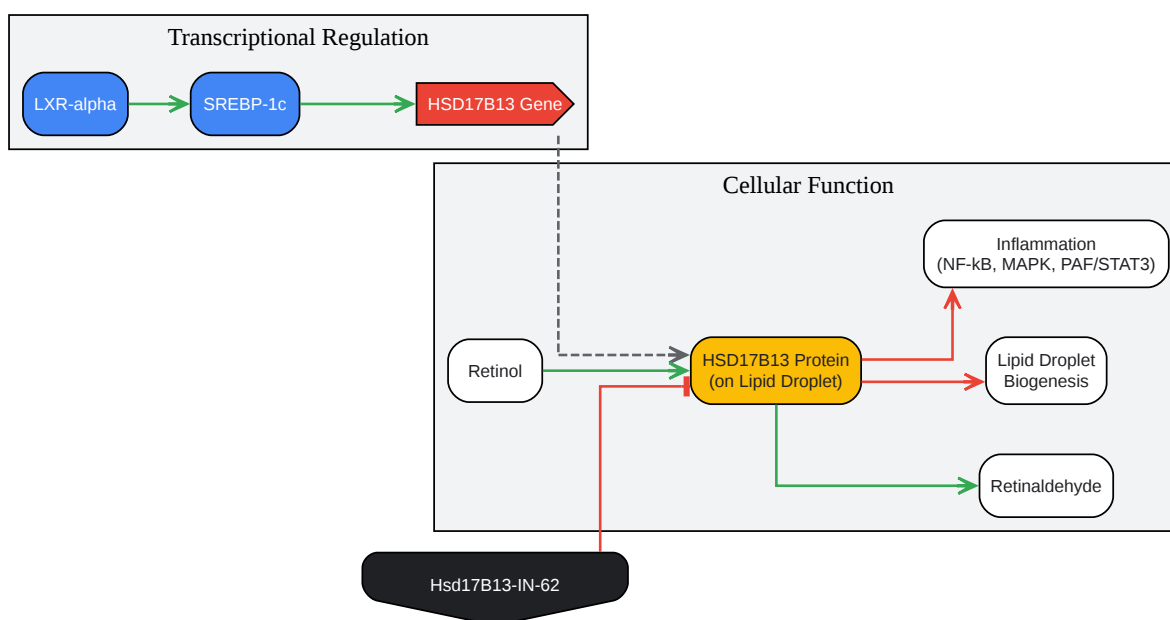 Transcriptional Regulation
LXR-alpha
SREBP-1c
HSD17B13 Gene
Cellular Function
Inflammation
(NF-kB, MAPK, PAF/STAT3)
Retinol
HSD17B13 Protein
(on Lipid Droplet)
Lipid Droplet
Biogenesis
Retinaldehyde
Hsd17B13-IN-62